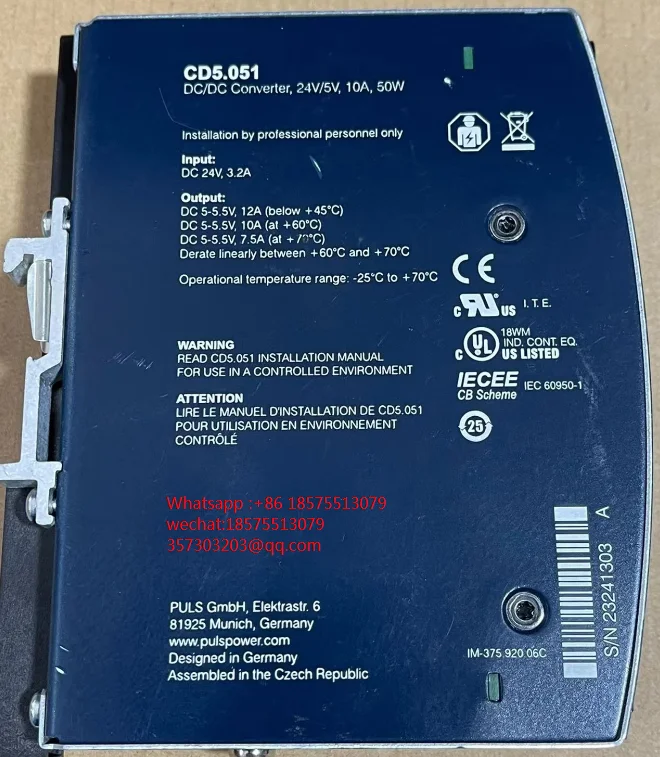 CD5.051
DC/DC Converter, 24V/5V, 10A, 50W
Installation by professional personnel only
Input:
DC 24V, 3.2A
Output:
DC 5-5.5V, 12A (below +45°C)
DC 5-5.5V, 10A (at +60°C)
DC 5-5.5V, 7.5A (at +70°C)
Derate linearly between +60°C and +70°C
Operational temperature range: -25°C to +70°C
CE
c RU US I.T.E.
c UL US LISTED
18WM
IND. CONT. EQ.
IECEE
CB Scheme
IEC 60950-1
25
WARNING
READ CD5.051 INSTALLATION MANUAL
FOR USE IN A CONTROLLED ENVIRONMENT
ATTENTION
LIRE LE MANUEL D'INSTALLATION DE CD5.051
POUR UTILISATION EN ENVIRONNEMENT
CONTRÔLÉ
Whatsapp :+86 18575513079
wechat:18575513079
357303203@qq.com
PULS GmbH, Elektrastr. 6
81925 Munich, Germany
www.pulspower.com
Designed in Germany
Assembled in the Czech Republic
IM-375.920.06C
S/N 23241303
A